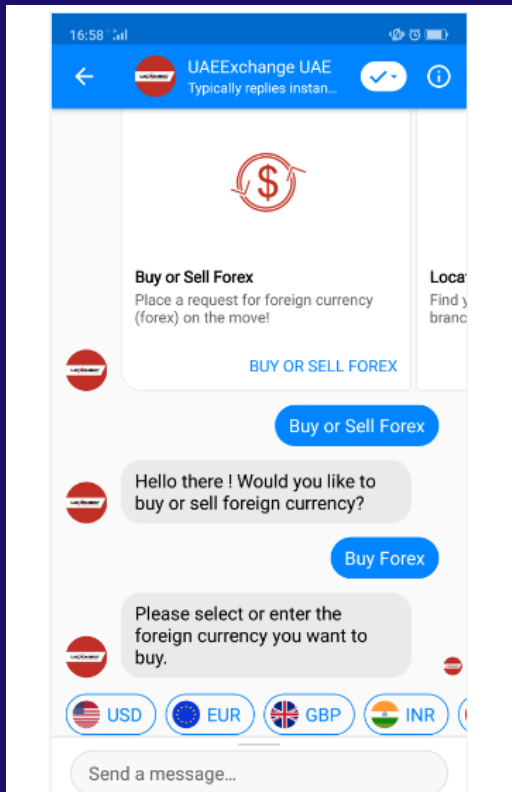 16:58
UAEExchange UAE
Typically replies instan...
Buy or Sell Forex
Place a request for foreign currency
(forex) on the move!
BUY OR SELL FOREX
Loca
Find y
branc
Buy or Sell Forex
Hello there ! Would you like to
buy or sell foreign currency?
Buy Forex
Please select or enter the
foreign currency you want to
buy.
USD EUR GBP INR
Send a message...